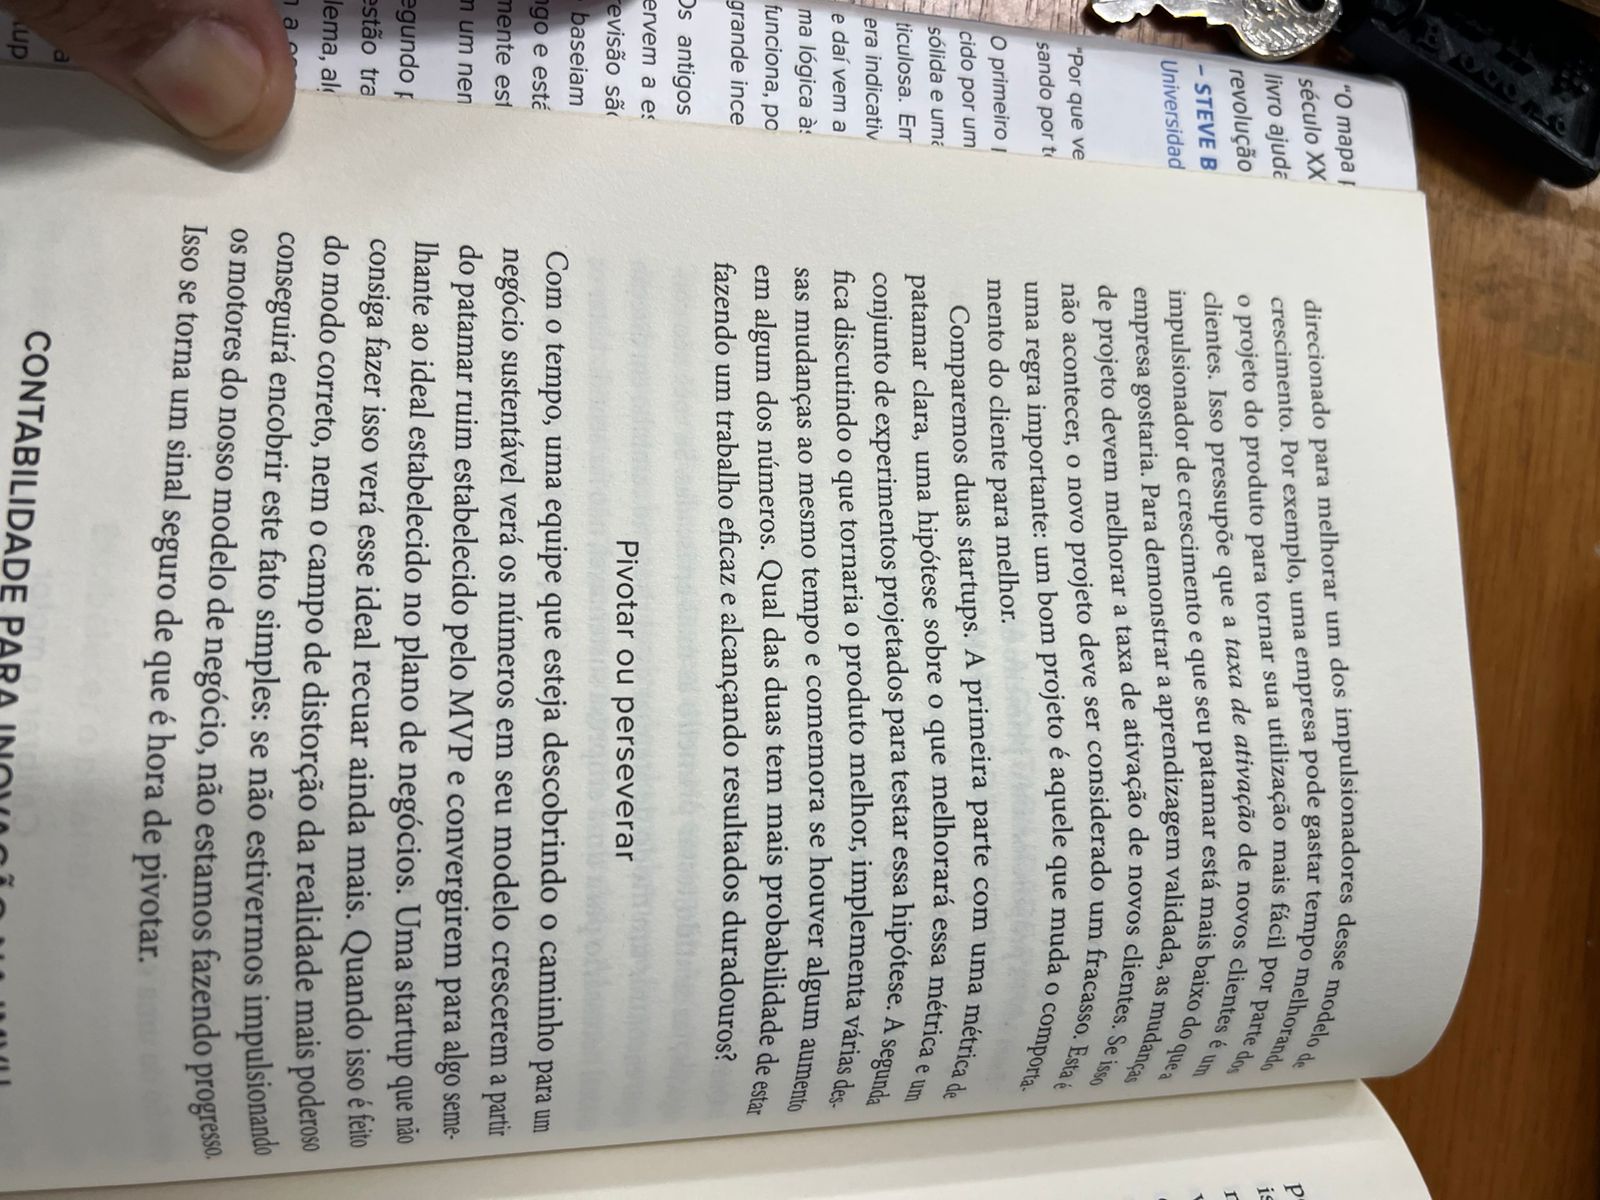 “O mapa
século XX
livro ajuda
revolução
– STEVE B
Universidad
“Por que ve
sando por
O primeiro
cido por um
sólida e uma
ticulosa. Em
era indicativ
e daí vem a
ma lógica às
funciona, po
grande ince
Os antigos
ervem a es
revisão são
baseiam
ngo e está
mente est
m um nen
egundo
estão tra
lema, alg
direcionado para melhorar um dos impulsionadores desse modelo de
crescimento. Por exemplo, uma empresa pode gastar tempo melhorando
o projeto do produto para tornar sua utilização mais fácil por parte dos
clientes. Isso pressupõe que a taxa de ativação de novos clientes é um
impulsionador de crescimento e que seu patamar está mais baixo do que a
empresa gostaria. Para demonstrar a aprendizagem validada, as mudanças
de projeto devem melhorar a taxa de ativação de novos clientes. Se isso
não acontecer, o novo projeto deve ser considerado um fracasso. Esta é
uma regra importante: um bom projeto é aquele que muda o comporta-
mento do cliente para melhor.
Comparemos duas startups. A primeira parte com uma métrica de
patamar clara, uma hipótese sobre o que melhorará essa métrica e um
conjunto de experimentos projetados para testar essa hipótese. A segunda
fica discutindo o que tornaria o produto melhor, implementa várias des-
sas mudanças ao mesmo tempo e comemora se houver algum aumento
em algum dos números. Qual das duas tem mais probabilidade de estar
fazendo um trabalho eficaz e alcançando resultados duradouros?
Pivotar ou perseverar
Com o tempo, uma equipe que esteja descobrindo o caminho para um
negócio sustentável verá os números em seu modelo crescerem a partir
do patamar ruim estabelecido pelo MVP e convergirem para algo seme-
lhante ao ideal estabelecido no plano de negócios. Uma startup que não
consiga fazer isso verá esse ideal recuar ainda mais. Quando isso é feito
do modo correto, nem o campo de distorção da realidade mais poderoso
conseguirá encobrir este fato simples: se não estivermos impulsionando
os motores do nosso modelo de negócio, não estamos fazendo progresso.
Isso se torna um sinal seguro de que é hora de pivotar.
CONTABILIDADE PARA INOVAÇÃO NA IMVU